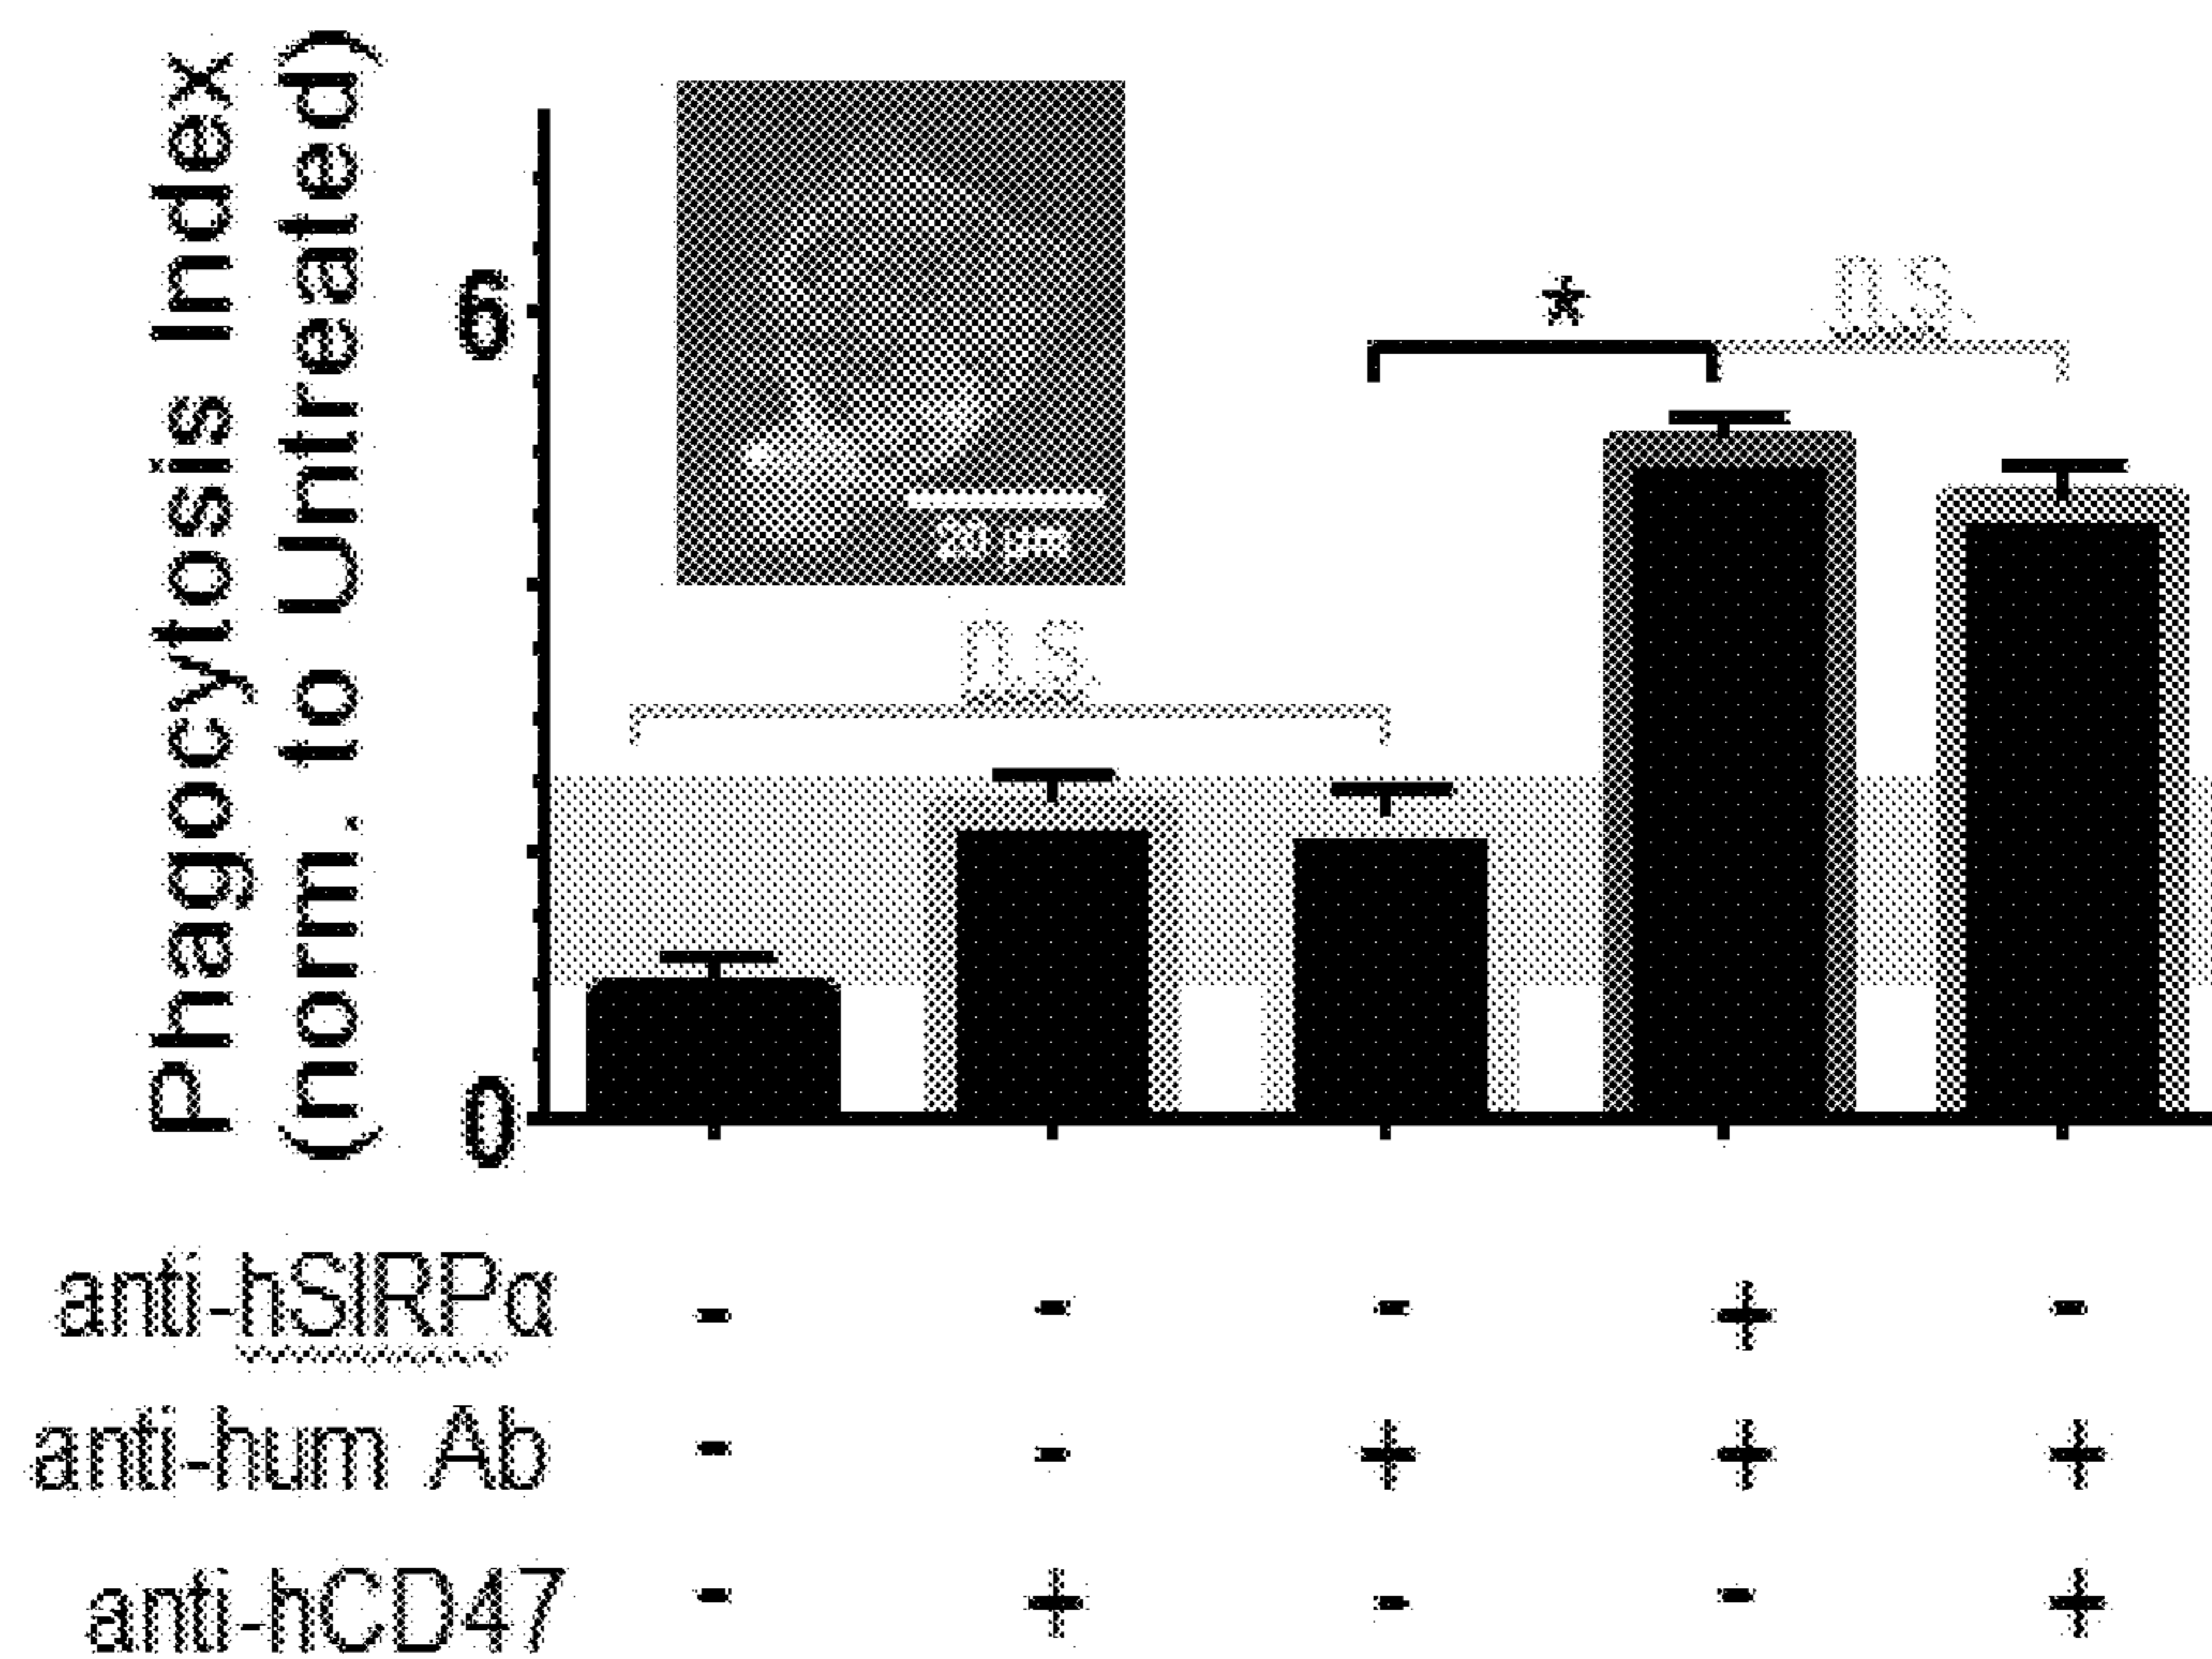 Phagocytosis Index
(norm. to Untreated)
6
0
20 µm
n.s.
*
n.s.
anti-hSIRPα - - - + -
anti-hum Ab - - + + +
anti-hCD47 - + - - +